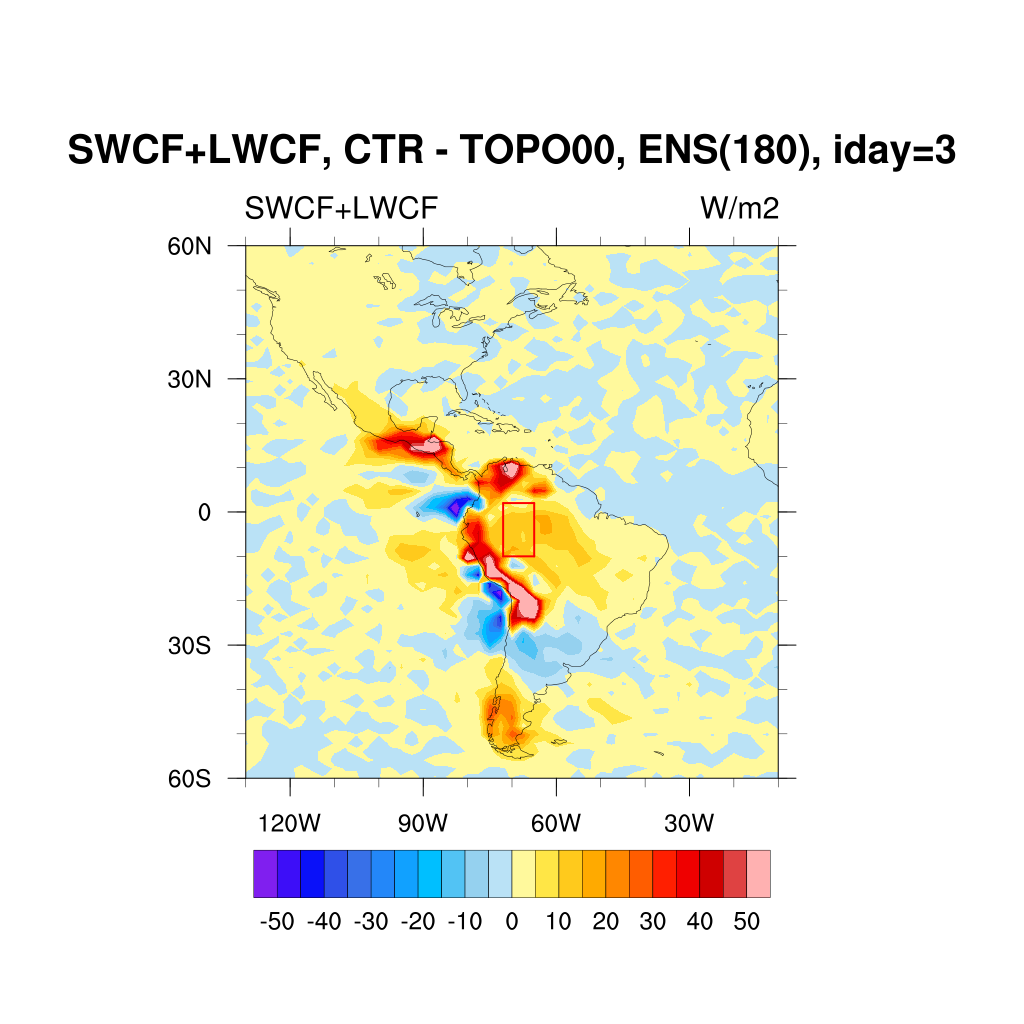 SWCF+LWCF, CTR - TOPO00, ENS(180), iday=3
SWCF+LWCF W/m2
60N
30N
0
30S
60S
120W 90W 60W 30W
-50 -40 -30 -20 -10 0 10 20 30 40 50